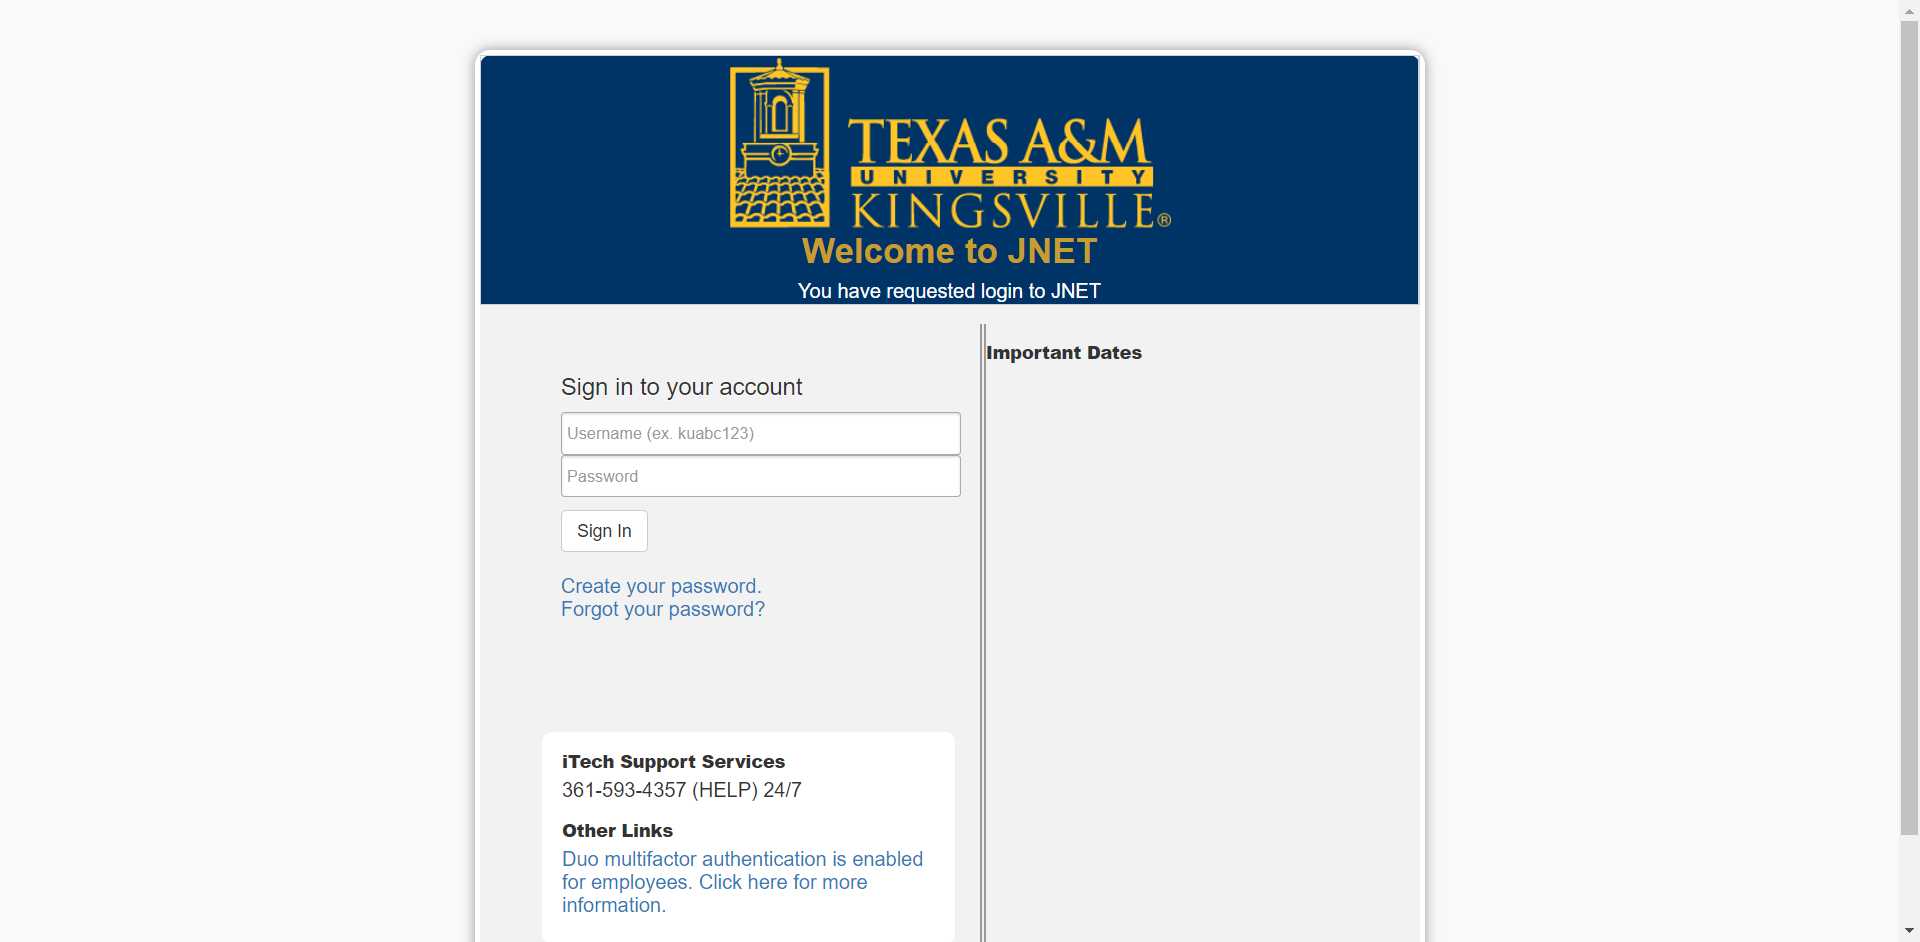 TEXAS A&M
UNIVERSITY
KINGSVILLE®
Welcome to JNET
You have requested login to JNET
Sign in to your account
Username (ex. kuabc123)
Password
Sign In
Create your password.
Forgot your password?
iTech Support Services
361-593-4357 (HELP) 24/7
Other Links
Duo multifactor authentication is enabled
for employees. Click here for more
information.
Important Dates